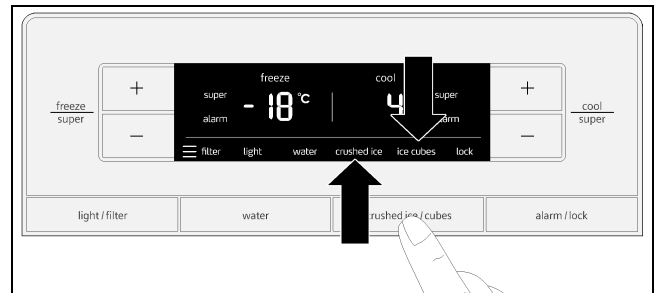 freeze cool
super super
- 18 °C 4
alarm alarm
freeze
super
+
−
cool
super
+
−
filter light water crushed ice ice cubes lock
light / filter water crushed ice / cubes alarm / lock